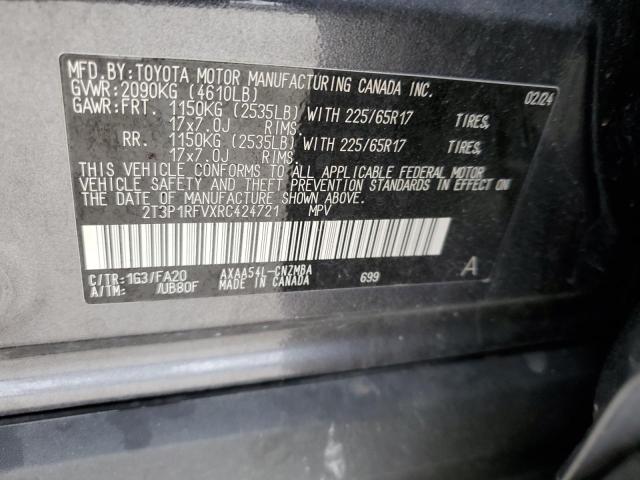 MFD. BY: TOYOTA MOTOR MANUFACTURING CANADA INC.
GVWR: 2090KG (4610LB) 02/24
GAWR: FRT. 1150KG (2535LB) WITH 225/65R17 TIRES,
17x7.0J RIMS.
RR. 1150KG (2535LB) WITH 225/65R17 TIRES,
17x7.0J RIMS.
THIS VEHICLE CONFORMS TO ALL APPLICABLE FEDERAL MOTOR
VEHICLE SAFETY AND THEFT PREVENTION STANDARDS IN EFFECT
ON THE DATE OF MANUFACTURE SHOWN ABOVE.
2T3P1RFVXRC424721 MPV
C/TR: 1G3/FA20 AXAA54L-CNZMBA A
A/TM: /UB80F MADE IN CANADA 699